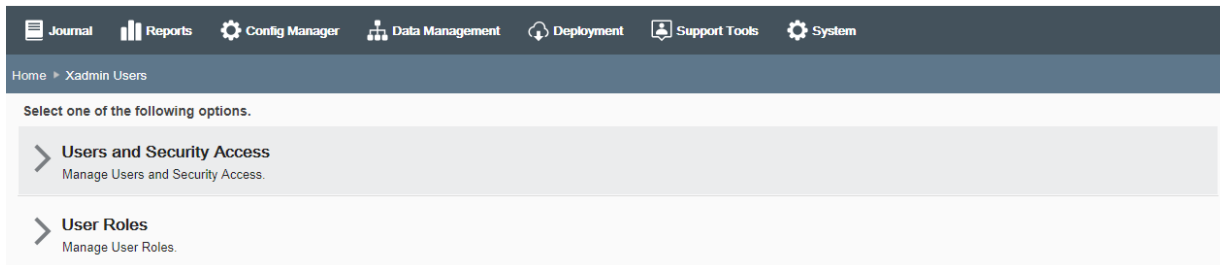 Journal Reports Config Manager Data Management Deployment Support Tools System
Home Xadmin Users
Select one of the following options.
Users and Security Access
Manage Users and Security Access.
User Roles
Manage User Roles.